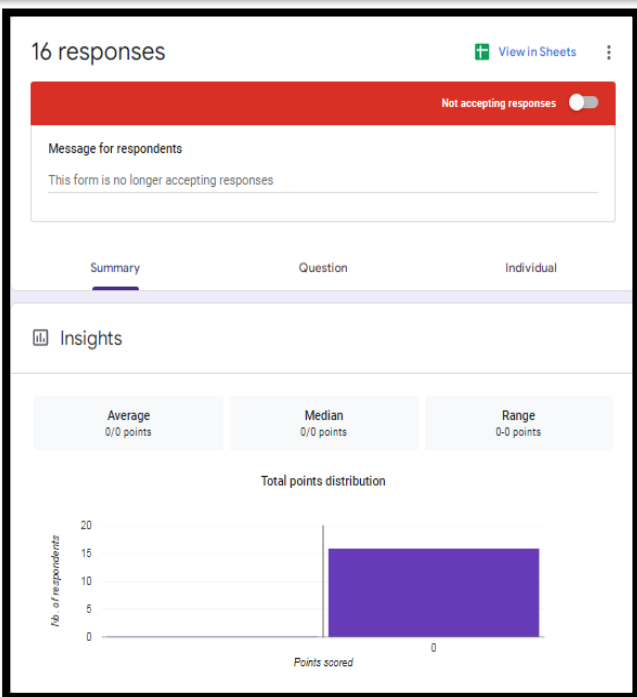 16 responses
View in Sheets
Not accepting responses
Message for respondents
This form is no longer accepting responses
Summary Question Individual
Insights
Average Median Range
0/0 points 0/0 points 0-0 points
Total points distribution
No. of respondents
20
15
10
5
0
0
Points scored